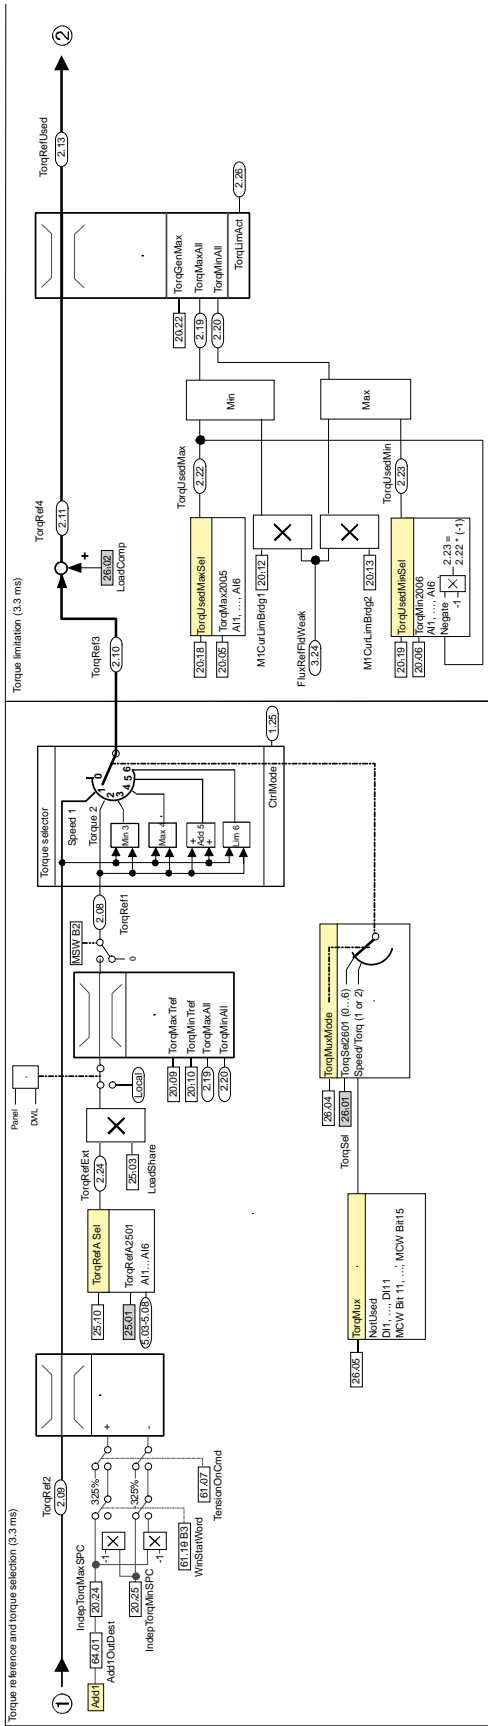 Torque reference and torque selection (3.3 ms)
1
TorqRef2
2.09
Add1
64.01
Add1OutDest
IndepTorqMaxSPC
20.24
20.25
IndepTorqMinSPC
-1
-1
325%
325%
61.19 B3
WinStatWord
61.07
TensionOnCmd
+
-
25.10
TorqRefA Sel
25.01
TorqRefA2501
5.03-5.08
AI1...AI6
TorqRefExt
2.24
25.03
LoadShare
Panel
DWL
Local
20.09
TorqMaxTref
20.10
TorqMinTref
2.19
TorqMaxAll
2.20
TorqMinAll
MSW B2
0
2.08
TorqRef1
Torque selector
Speed 1
Torque 2
Min 3
Max 4
Add 5
+
+
Lim 6
0
1
2
3
4
5
6
CtrlMode
1.25
26.05
TorqMux
NotUsed
DI1, ..., DI11
MCW Bit 11, ..., MCW Bit15
26.04
TorqMuxMode
TorqSel
26.01
TorqSel2601 (0...6)
Speed/Torq (1 or 2)
Torque limitation (3.3 ms)
TorqRef3
2.10
+
26.02
LoadComp
TorqRef4
2.11
TorqRefUsed
2.13
2
20.18
TorqUsedMaxSel
20.05
TorqMax2005
AI1, ..., AI6
TorqUsedMax
2.22
20.12
M1CurLimBrdg1
FluxRefFldWeak
3.24
20.13
M1CurLimBrdg2
20.19
TorqUsedMinSel
20.06
TorqMin2006
AI1, ..., AI6
Negate
-1
2.23 =
2.22 * (-1)
TorqUsedMin
2.23
Min
Max
20.22
TorqGenMax
2.19
TorqMaxAll
2.20
TorqMinAll
TorqLimAct
2.26